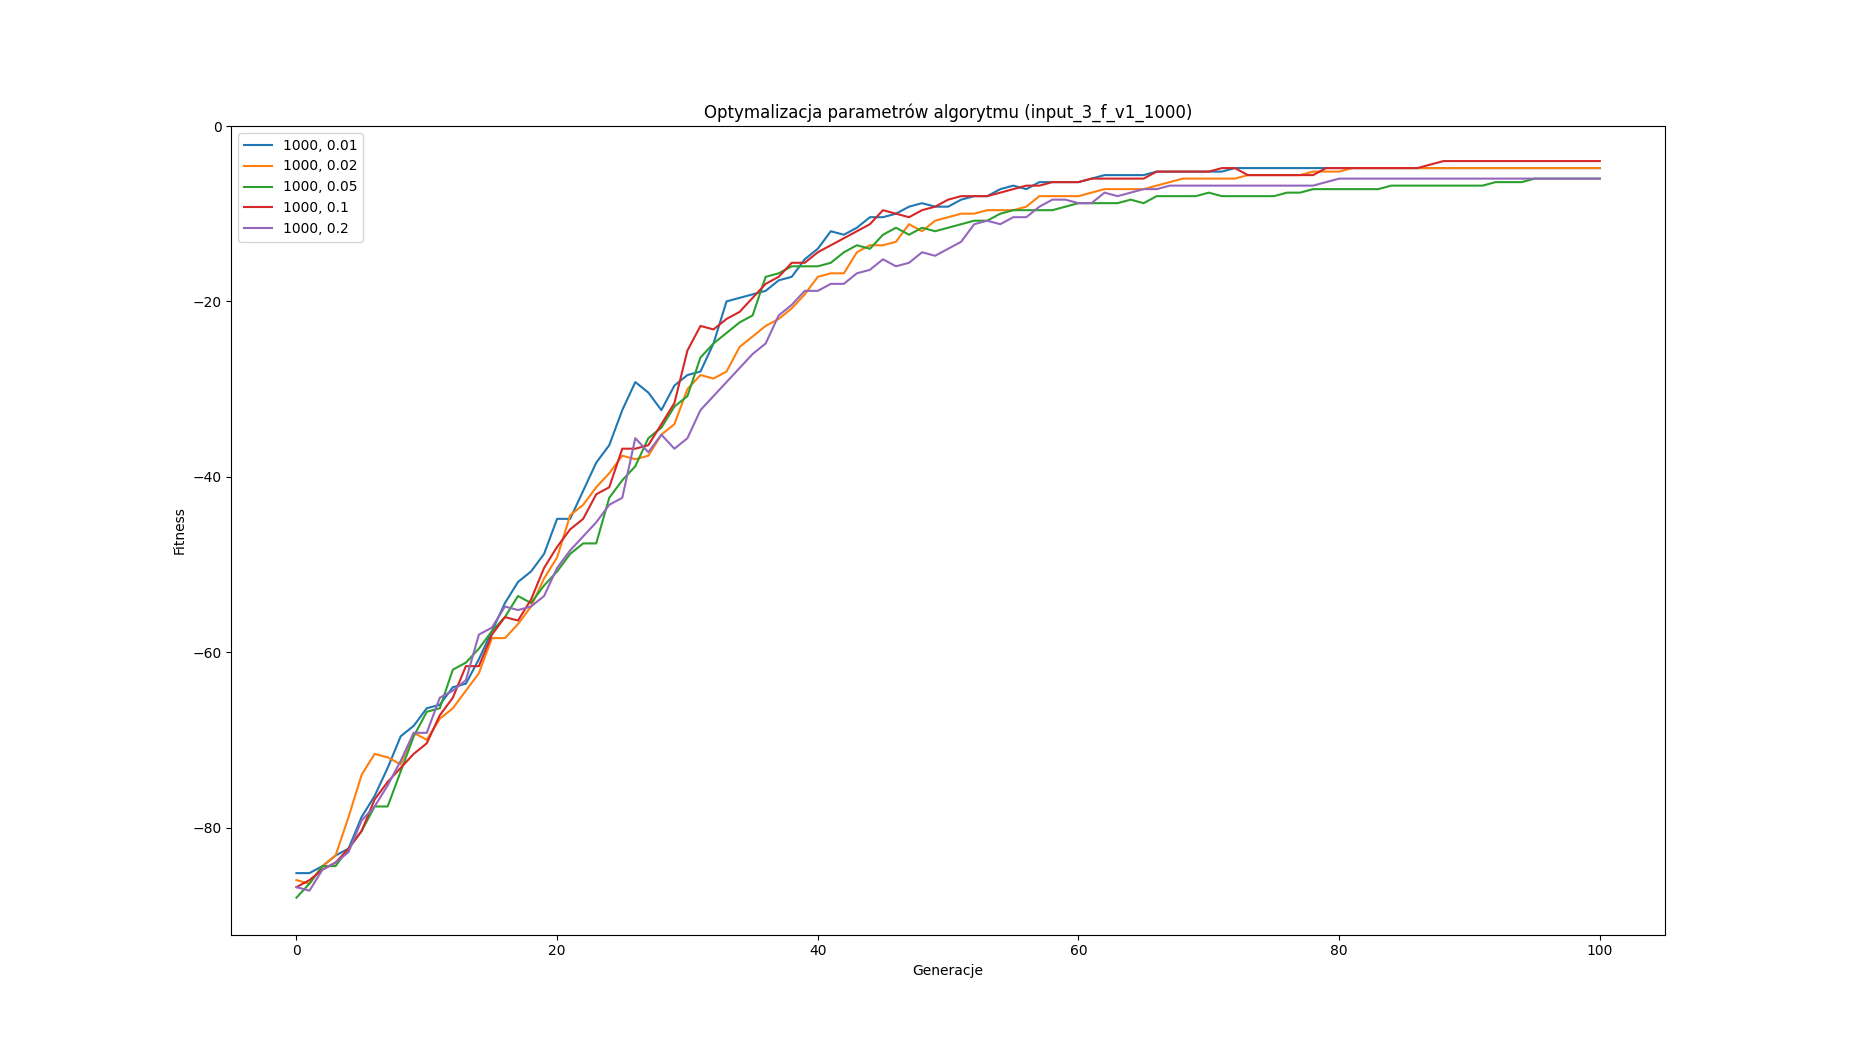 Optymalizacja parametrów algorytmu (input_3_f_v1_1000)
0
−20
−40
−60
−80
1000, 0.01
1000, 0.02
1000, 0.05
1000, 0.1
1000, 0.2
Fitness
0 20 40 60 80 100
Generacje